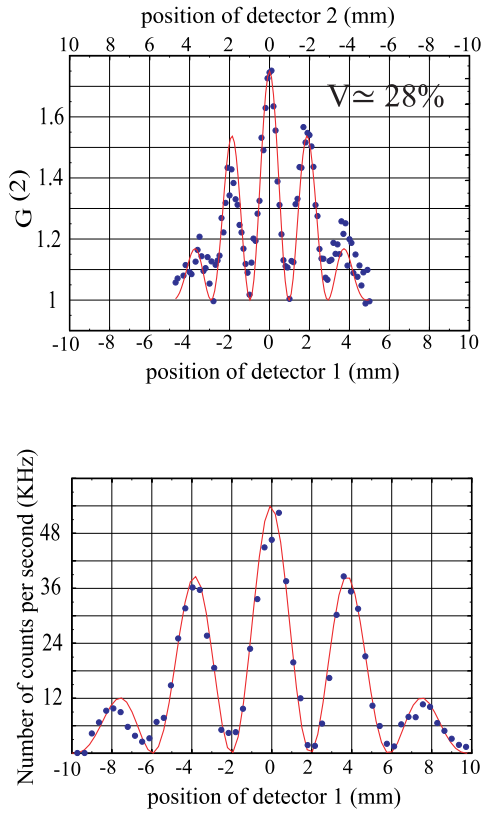 position of detector 2 (mm)
10 8 6 4 2 0 -2 -4 -6 -8 -10
V≃ 28%
1.6
1.4
1.2
1
G (2)
-10 -8 -6 -4 -2 0 2 4 6 8 10
position of detector 1 (mm)
Number of counts per second (KHz)
48
36
24
12
-10 -8 -6 -4 -2 0 2 4 6 8 10
position of detector 1 (mm)